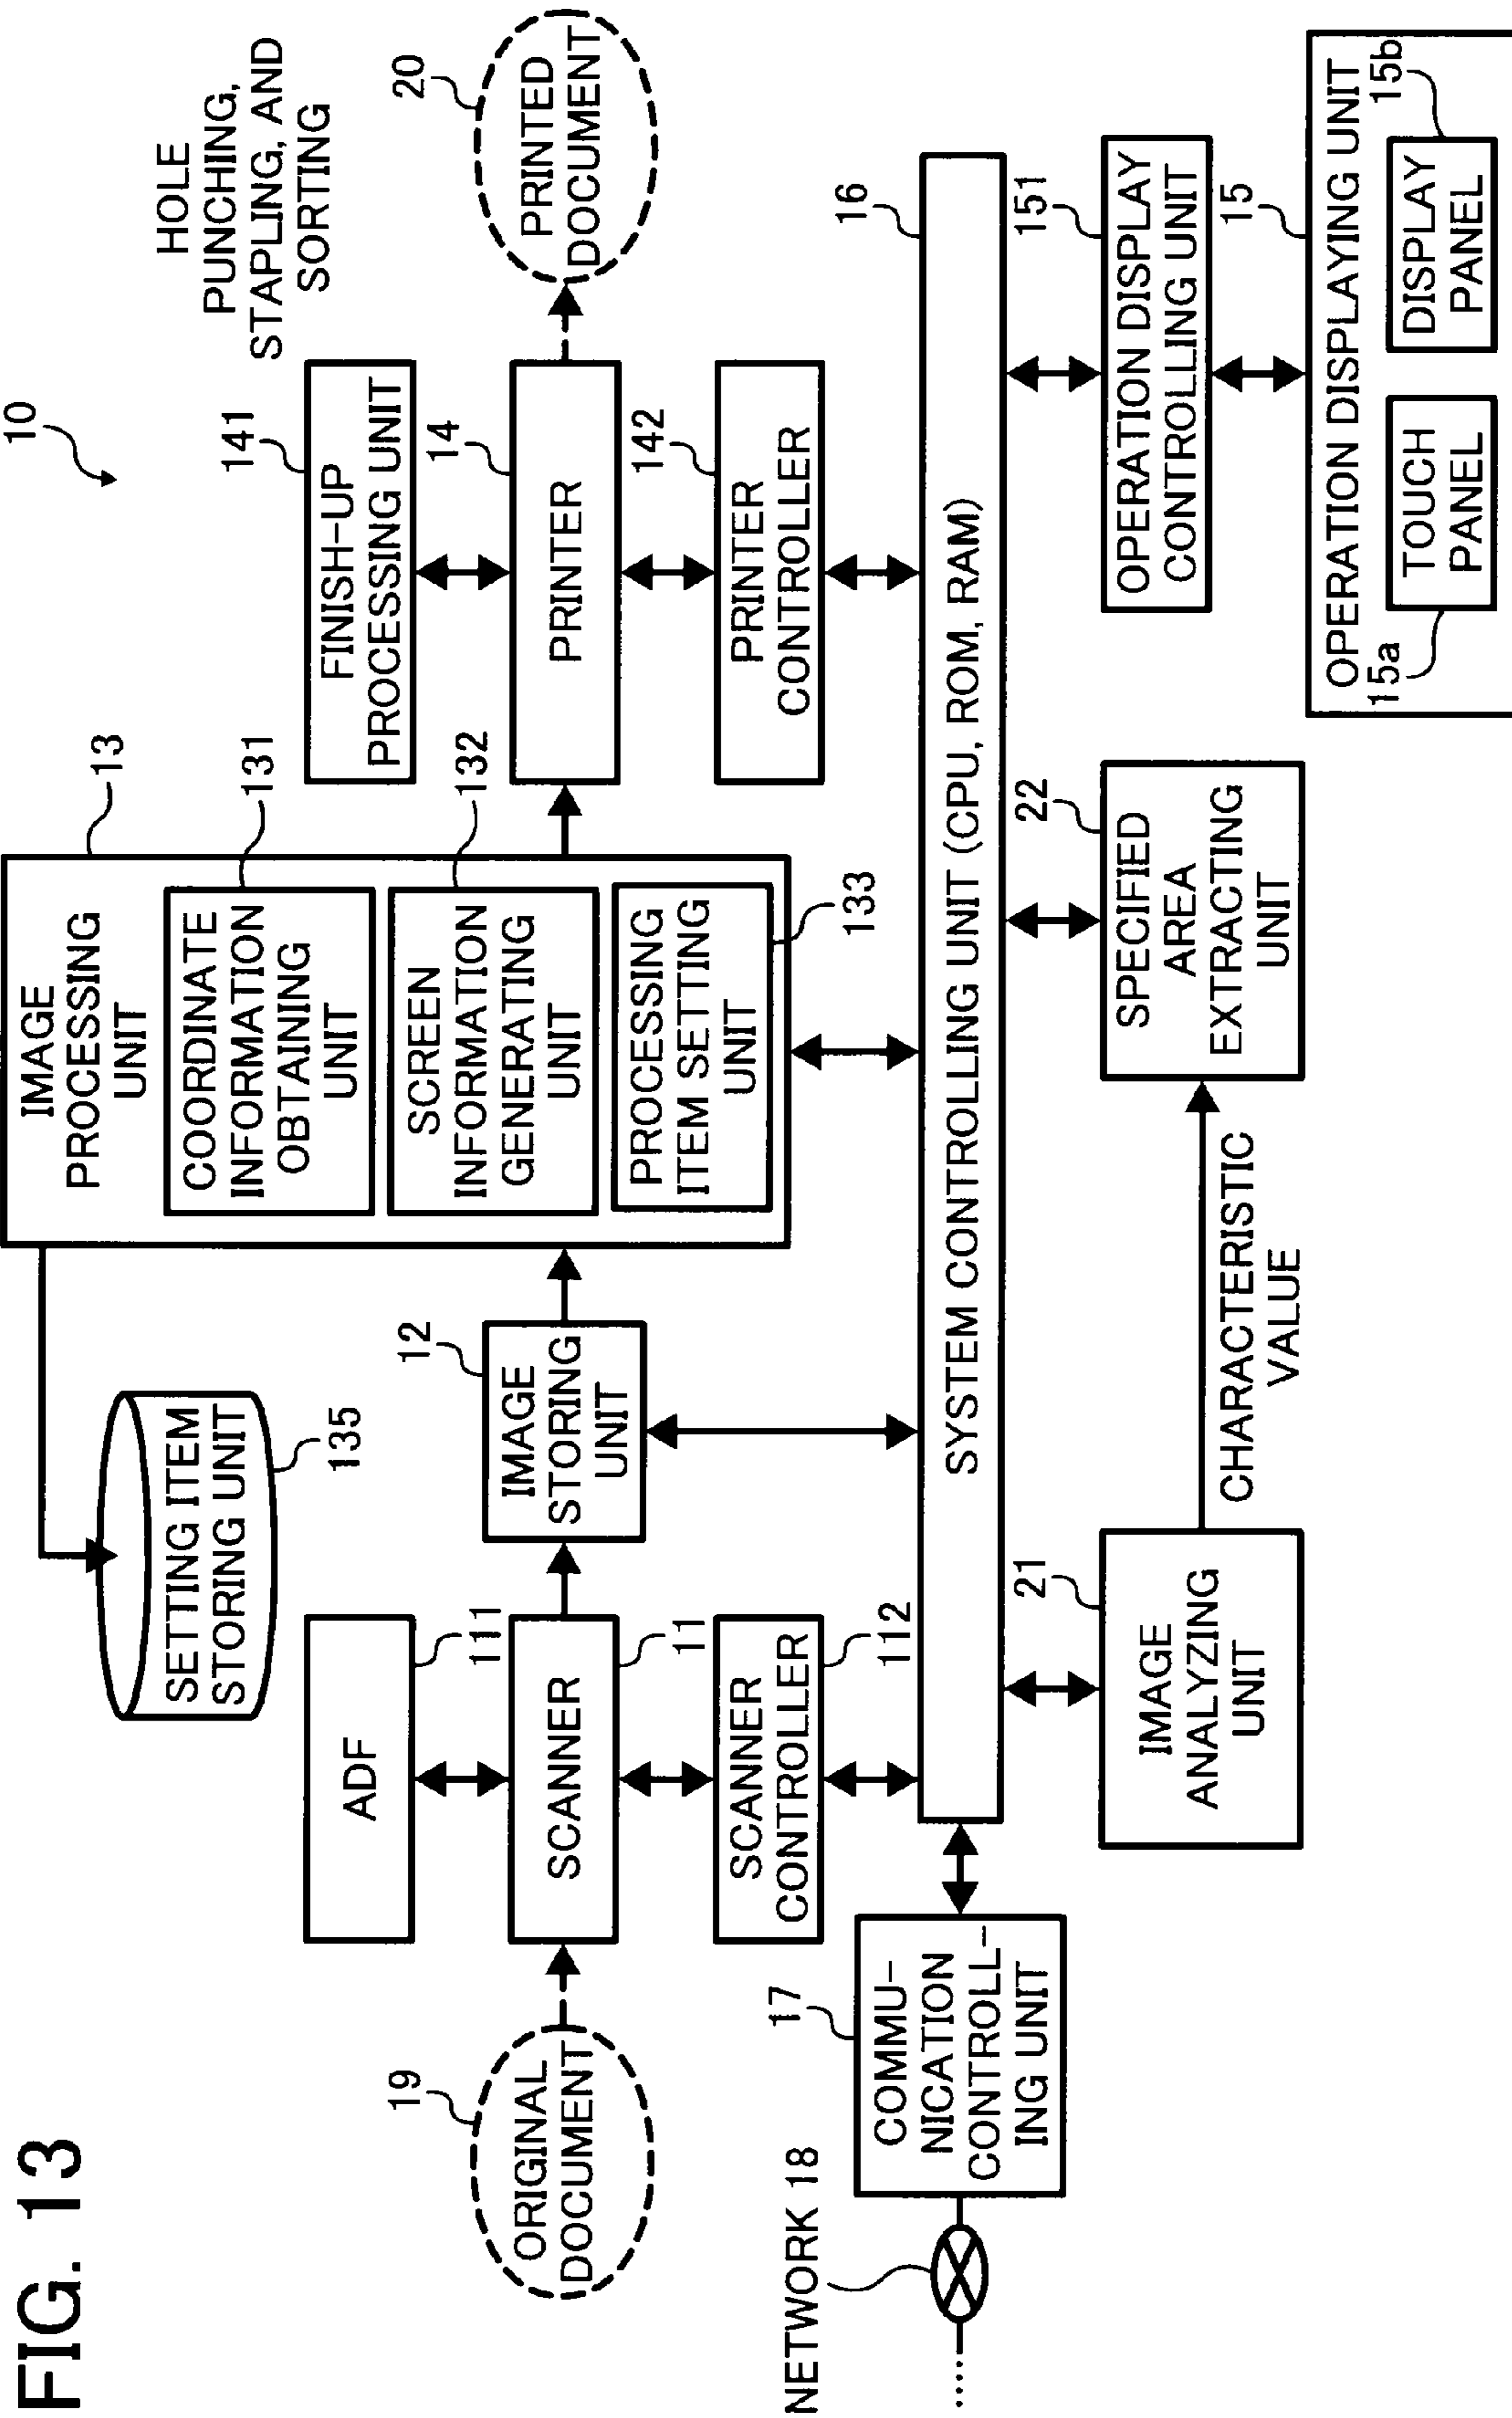 FIG. 13
10
SETTING ITEM
STORING UNIT
135
IMAGE
PROCESSING
UNIT
13
COORDINATE
INFORMATION
OBTAINING
UNIT
131
SCREEN
INFORMATION
GENERATING
UNIT
132
PROCESSING
ITEM SETTING
UNIT
133
HOLE
PUNCHING,
STAPLING, AND
SORTING
ADF
111
FINISH-UP
PROCESSING UNIT
141
19
ORIGINAL
DOCUMENT
SCANNER
11
12
IMAGE
STORING
UNIT
PRINTER
14
20
PRINTED
DOCUMENT
SCANNER
CONTROLLER
112
PRINTER
CONTROLLER
142
NETWORK 18
......
17
COMMU-
NICATION
CONTROLL-
ING UNIT
SYSTEM CONTROLLING UNIT (CPU, ROM, RAM)
16
21
IMAGE
ANALYZING
UNIT
CHARACTERISTIC
VALUE
22
SPECIFIED
AREA
EXTRACTING
UNIT
151
OPERATION DISPLAY
CONTROLLING UNIT
15
OPERATION DISPLAYING UNIT
15a
TOUCH
PANEL
15b
DISPLAY
PANEL